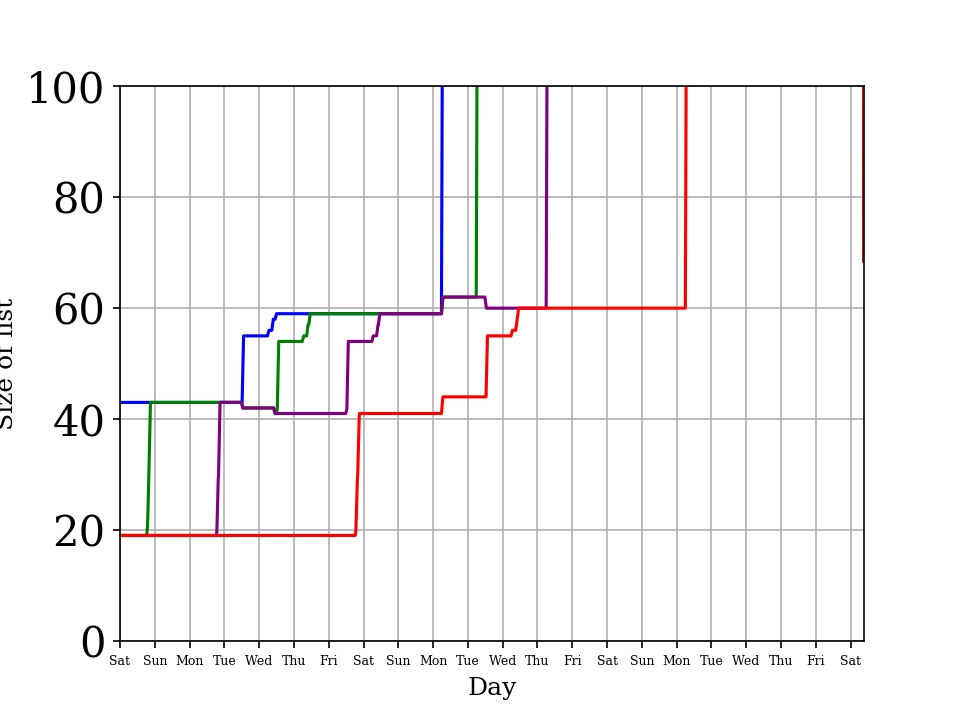 100
80
60
40
20
0
Size of list
Sat Sun Mon Tue Wed Thu Fri Sat Sun Mon Tue Wed Thu Fri Sat Sun Mon Tue Wed Thu Fri Sat
Day